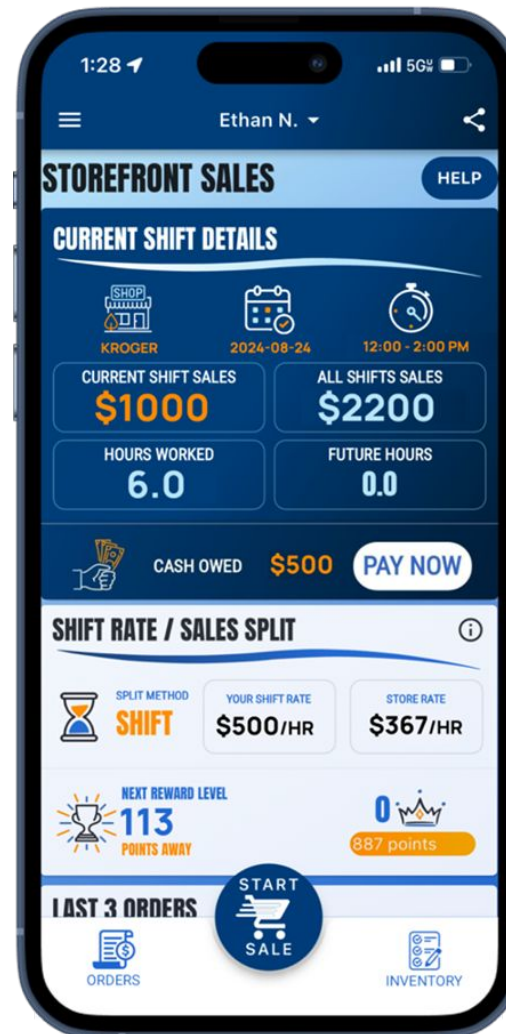 1:28
5GW
Ethan N.
STOREFRONT SALES
HELP
CURRENT SHIFT DETAILS
SHOP
KROGER
2024-08-24
12:00 - 2:00 PM
CURRENT SHIFT SALES
$1000
ALL SHIFTS SALES
$2200
HOURS WORKED
6.0
FUTURE HOURS
0.0
CASH OWED
$500
PAY NOW
SHIFT RATE / SALES SPLIT
SPLIT METHOD
SHIFT
YOUR SHIFT RATE
$500/HR
STORE RATE
$367/HR
NEXT REWARD LEVEL
113
POINTS AWAY
0
887 points
LAST 3 ORDERS
START
SALE
ORDERS
INVENTORY